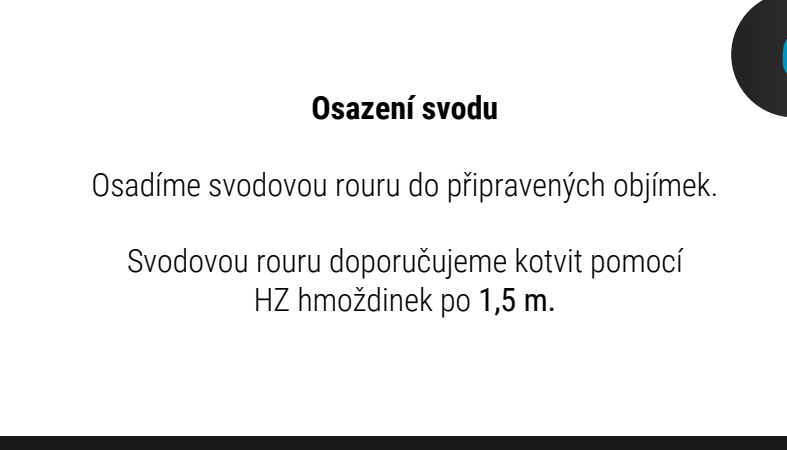 Osazení svodu
Osadíme svodovou rouru do připravených objímek.
Svodovou rouru doporučujeme kotvit pomocí
HZ hmoždinek po 1,5 m.